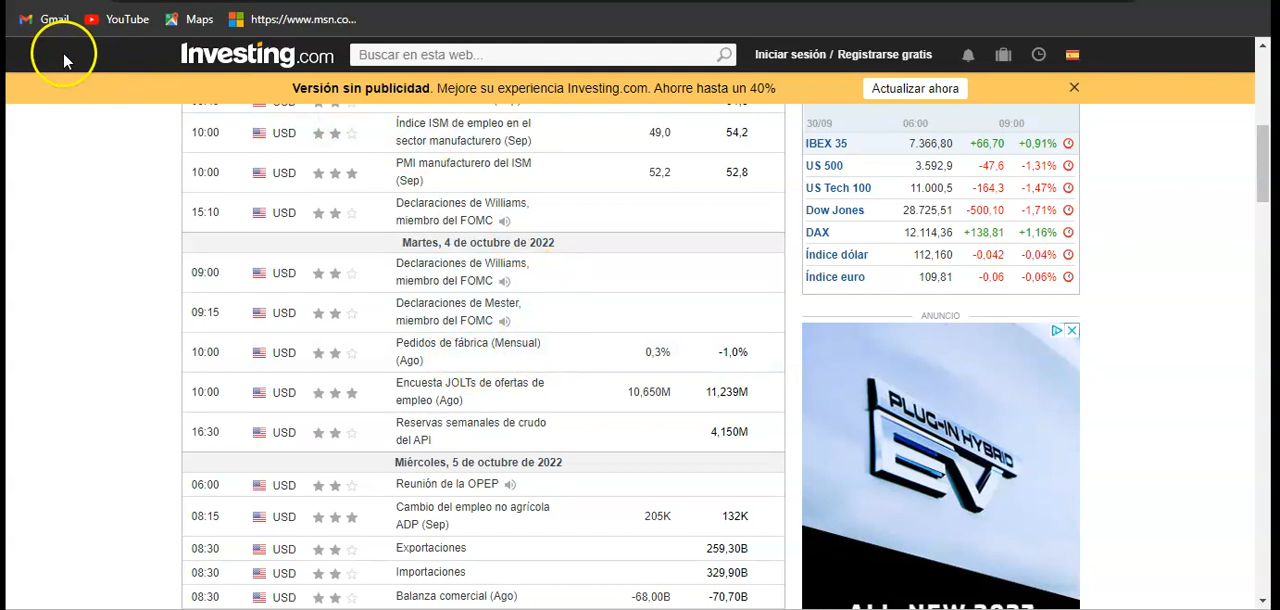 Gmail YouTube Maps https://www.msn.co...
Investing.com Buscar en esta web... Iniciar sesión / Registrarse gratis
Versión sin publicidad. Mejore su experiencia Investing.com. Ahorre hasta un 40% Actualizar ahora
10:00 USD Índice ISM de empleo en el sector manufacturero (Sep) 49,0 54,2
10:00 USD PMI manufacturero del ISM (Sep) 52,2 52,8
15:10 USD Declaraciones de Williams, miembro del FOMC
Martes, 4 de octubre de 2022
09:00 USD Declaraciones de Williams, miembro del FOMC
09:15 USD Declaraciones de Mester, miembro del FOMC
10:00 USD Pedidos de fábrica (Mensual) (Ago) 0,3% -1,0%
10:00 USD Encuesta JOLTs de ofertas de empleo (Ago) 10,650M 11,239M
16:30 USD Reservas semanales de crudo del API 4,150M
Miércoles, 5 de octubre de 2022
06:00 USD Reunión de la OPEP
08:15 USD Cambio del empleo no agrícola ADP (Sep) 205K 132K
08:30 USD Exportaciones 259,30B
08:30 USD Importaciones 329,90B
08:30 USD Balanza comercial (Ago) -68,00B -70,70B
30/09 06:00 09:00
IBEX 35 7.366,80 +66,70 +0,91%
US 500 3.592,9 -47,6 -1,31%
US Tech 100 11.000,5 -164,3 -1,47%
Dow Jones 28.725,51 -500,10 -1,71%
DAX 12.114,36 +138,81 +1,16%
Índice dólar 112,160 -0,042 -0,04%
Índice euro 109,81 -0,06 -0,06%
ANUNCIO
PLUG-IN HYBRID
EV